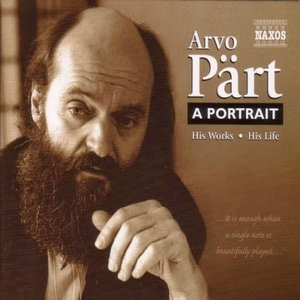 NAXOS
Arvo
Pärt
A PORTRAIT
His Works • His Life
...it is enough when
a single note is
beautifully played...